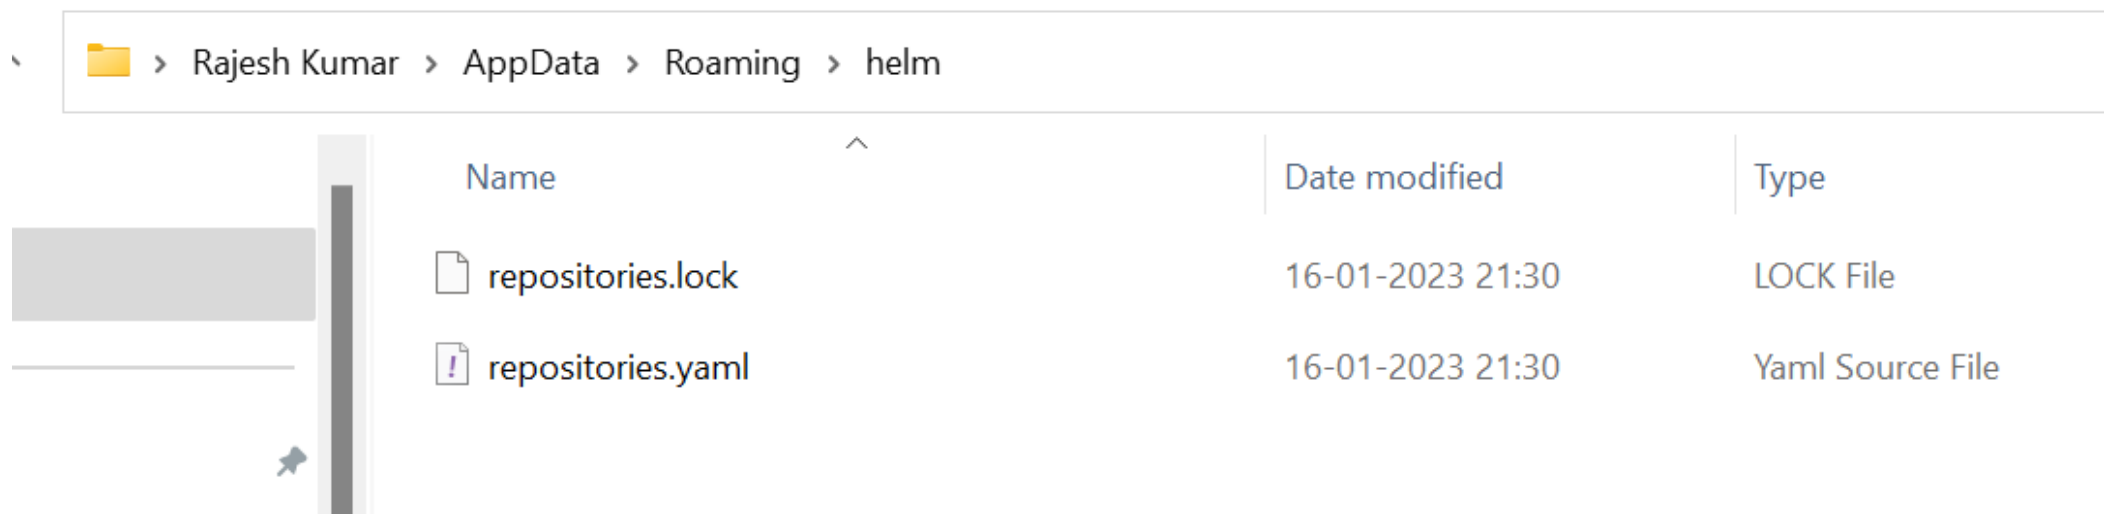 Rajesh Kumar > AppData > Roaming > helm
Name Date modified Type
repositories.lock 16-01-2023 21:30 LOCK File
repositories.yaml 16-01-2023 21:30 Yaml Source File